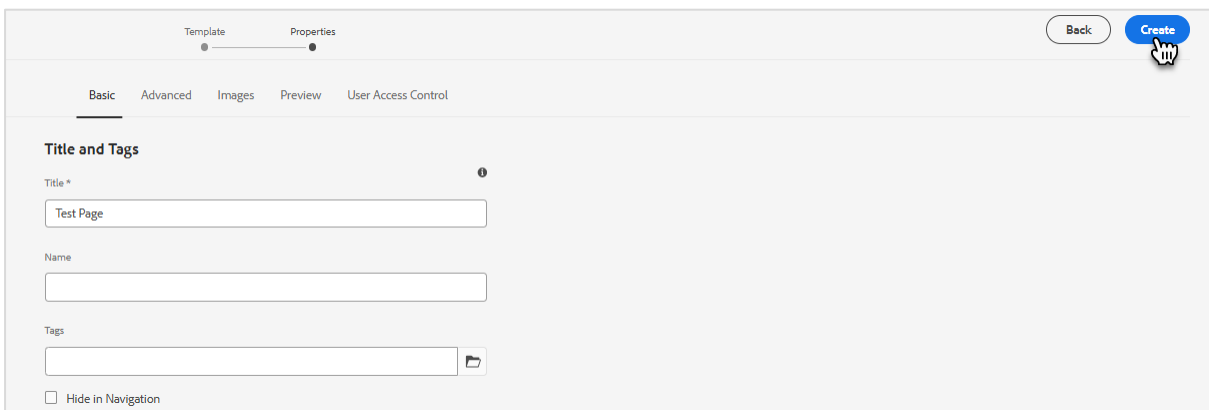 Template Properties Back Create
Basic Advanced Images Preview User Access Control
Title and Tags
Title *
Test Page
Name
Tags
Hide in Navigation